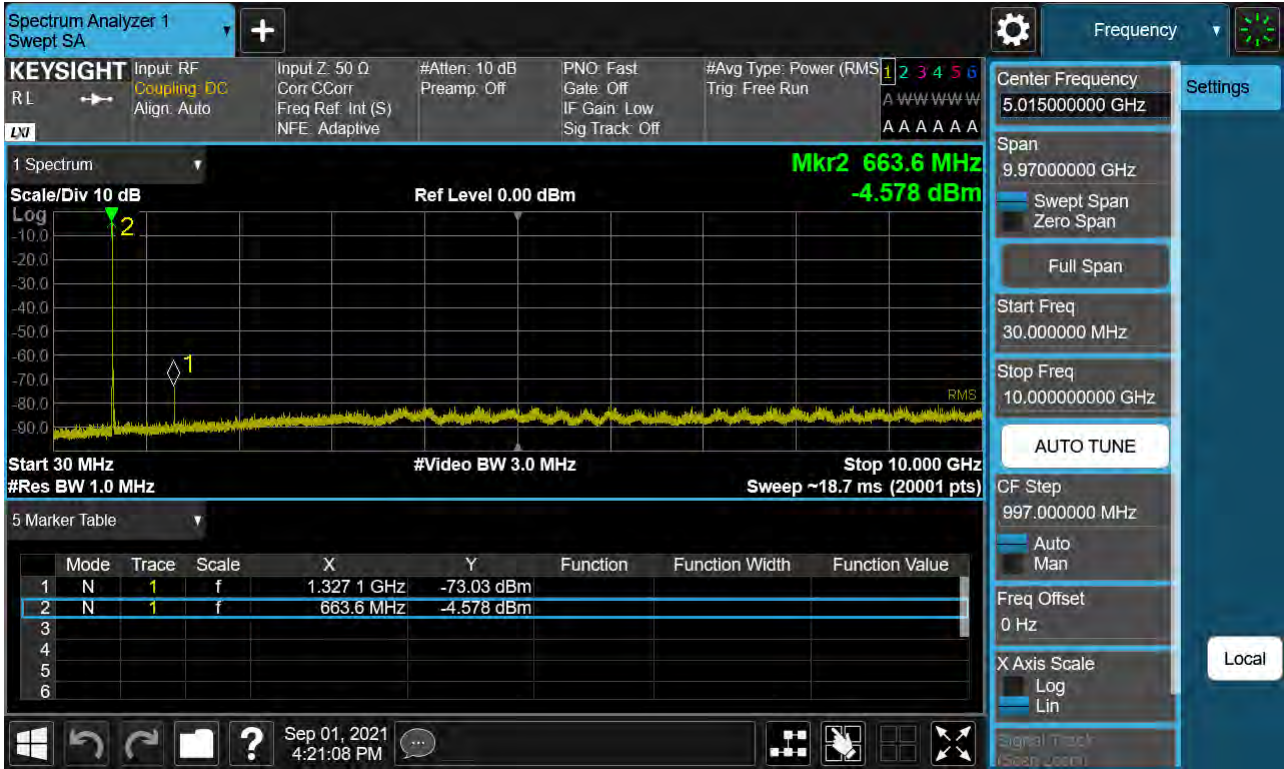 Spectrum Analyzer 1
Swept SA
+
Frequency
KEYSIGHT
RL
LXI
Input: RF
Coupling: DC
Align: Auto
Input Z: 50 Ω
Corr CCorr
Freq Ref: Int (S)
NFE: Adaptive
#Atten: 10 dB
Preamp: Off
PNO: Fast
Gate: Off
IF Gain: Low
Sig Track: Off
#Avg Type: Power (RMS
Trig: Free Run
1 2 3 4 5 6
A W W W W W
A A A A A A
1 Spectrum
Mkr2 663.6 MHz
-4.578 dBm
Scale/Div 10 dB
Ref Level 0.00 dBm
Log
2
-10.0
-20.0
-30.0
-40.0
-50.0
-60.0
1
-70.0
-80.0
RMS
-90.0
Start 30 MHz
#Video BW 3.0 MHz
Stop 10.000 GHz
#Res BW 1.0 MHz
Sweep ~18.7 ms (20001 pts)
5 Marker Table
Mode Trace Scale X Y Function Function Width Function Value
1 N 1 f 1.327 1 GHz -73.03 dBm
2 N 1 f 663.6 MHz -4.578 dBm
3
4
5
6
Center Frequency
5.015000000 GHz
Span
9.97000000 GHz
Swept Span
Zero Span
Full Span
Start Freq
30.000000 MHz
Stop Freq
10.000000000 GHz
AUTO TUNE
CF Step
997.000000 MHz
Auto
Man
Freq Offset
0 Hz
X Axis Scale
Log
Lin
Signal Track
(Span Zoom)
Settings
Local
?
Sep 01, 2021
4:21:08 PM